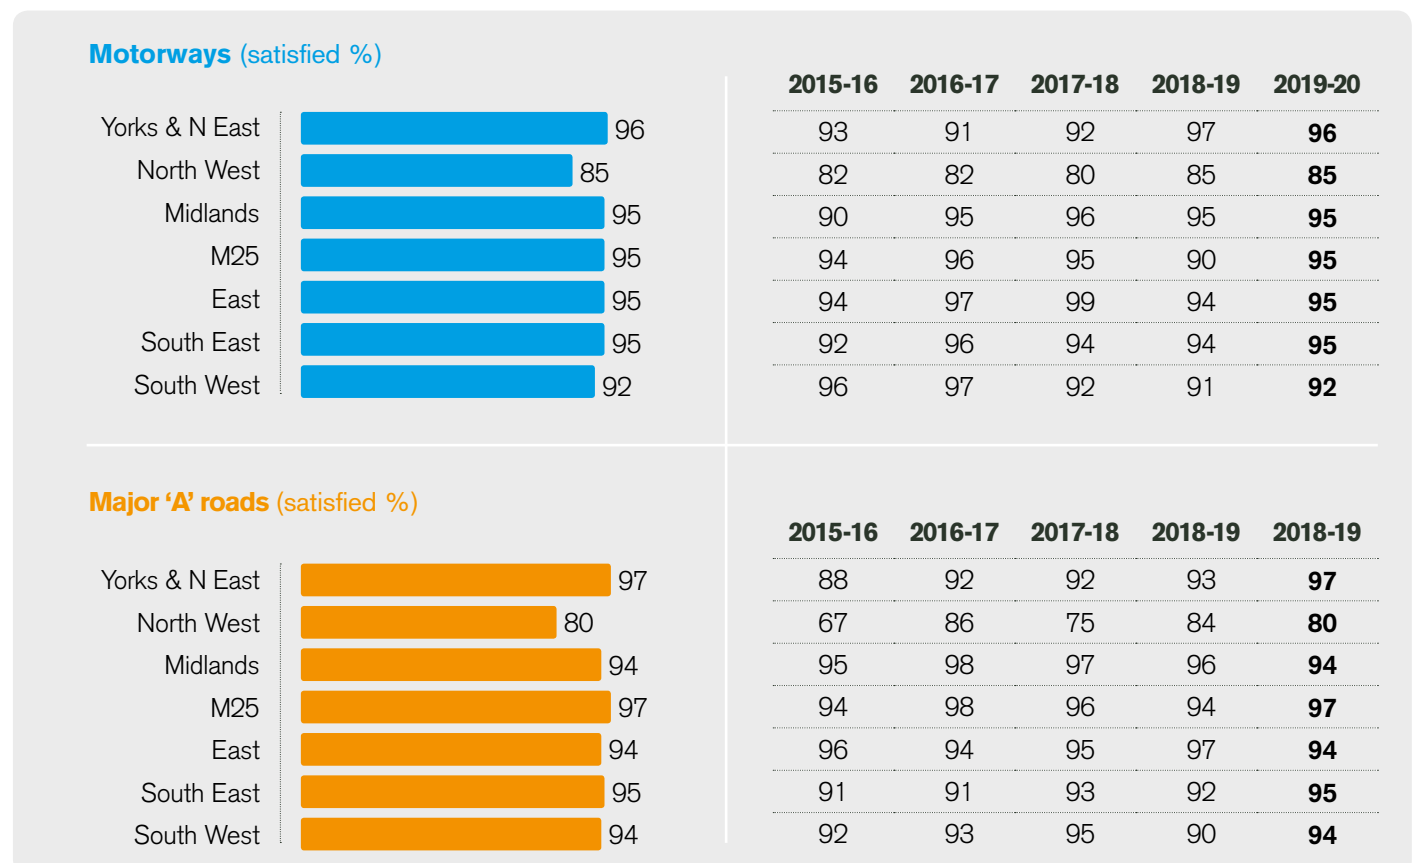 Motorways (satisfied %)
2015-16 2016-17 2017-18 2018-19 2019-20
Yorks & N East 96 93 91 92 97 96
North West 85 82 82 80 85 85
Midlands 95 90 95 96 95 95
M25 95 94 96 95 90 95
East 95 94 97 99 94 95
South East 95 92 96 94 94 95
South West 92 96 97 92 91 92
Major ‘A’ roads (satisfied %)
2015-16 2016-17 2017-18 2018-19 2018-19
Yorks & N East 97 88 92 92 93 97
North West 80 67 86 75 84 80
Midlands 94 95 98 97 96 94
M25 97 94 98 96 94 97
East 94 96 94 95 97 94
South East 95 91 91 93 92 95
South West 94 92 93 95 90 94